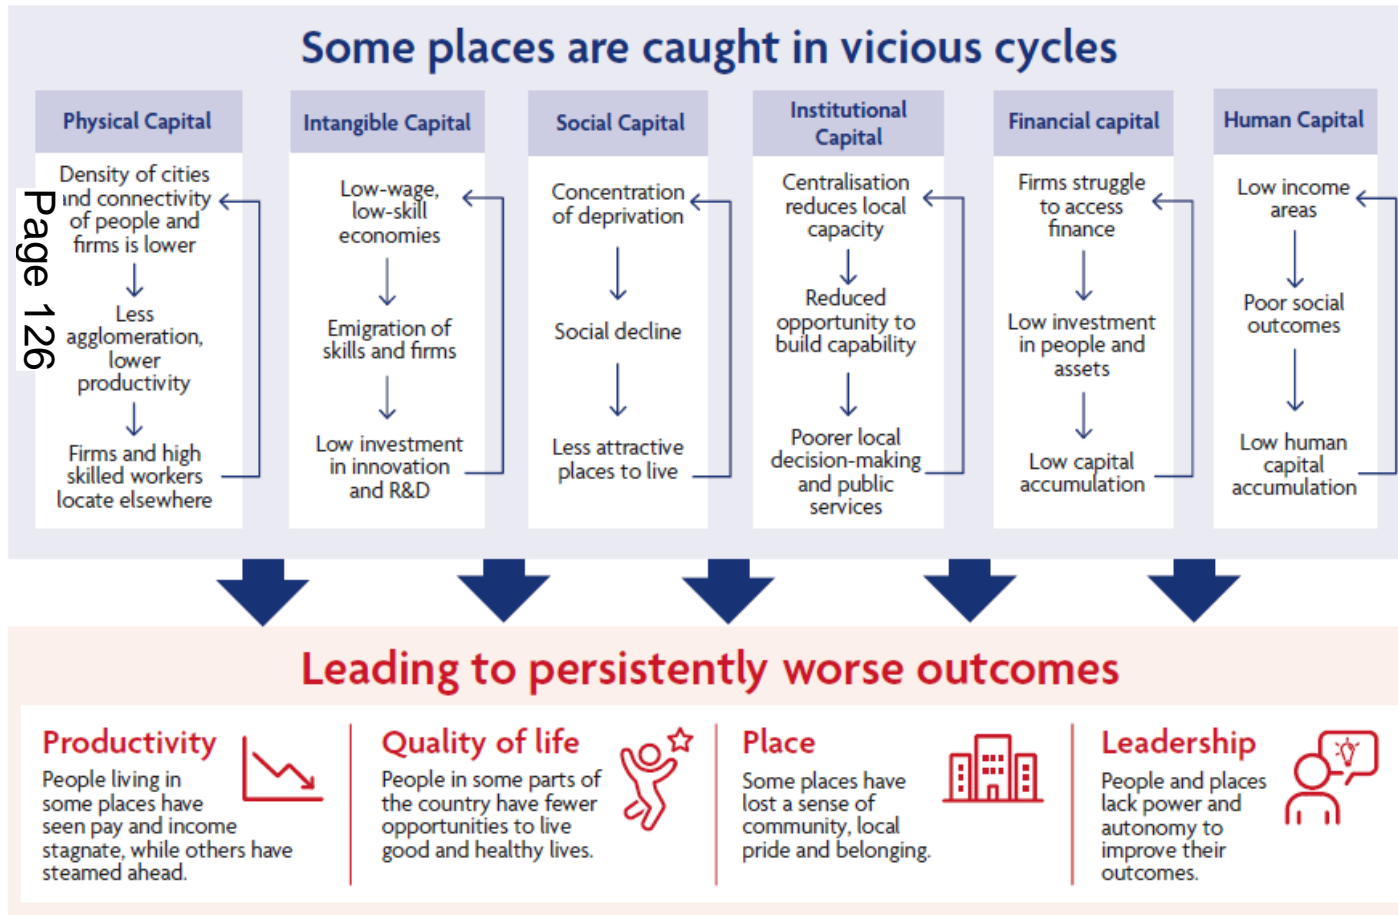 Some places are caught in vicious cycles
Physical Capital
Density of cities
and connectivity
of people and
firms is lower
Less
agglomeration,
lower
productivity
Firms and high
skilled workers
locate elsewhere
Intangible Capital
Low-wage,
low-skill
economies
Emigration of
skills and firms
Low investment
in innovation
and R&D
Social Capital
Concentration
of deprivation
Social decline
Less attractive
places to live
Institutional
Capital
Centralisation
reduces local
capacity
Reduced
opportunity to
build capability
Poorer local
decision-making
and public
services
Financial capital
Firms struggle
to access
finance
Low investment
in people and
assets
Low capital
accumulation
Human Capital
Low income
areas
Poor social
outcomes
Low human
capital
accumulation
Page 126
Leading to persistently worse outcomes
Productivity
People living in
some places have
seen pay and income
stagnate, while others have
steamed ahead.
Quality of life
People in some parts of
the country have fewer
opportunities to live
good and healthy lives.
Place
Some places have
lost a sense of
community, local
pride and belonging.
Leadership
People and places
lack power and
autonomy to
improve their
outcomes.